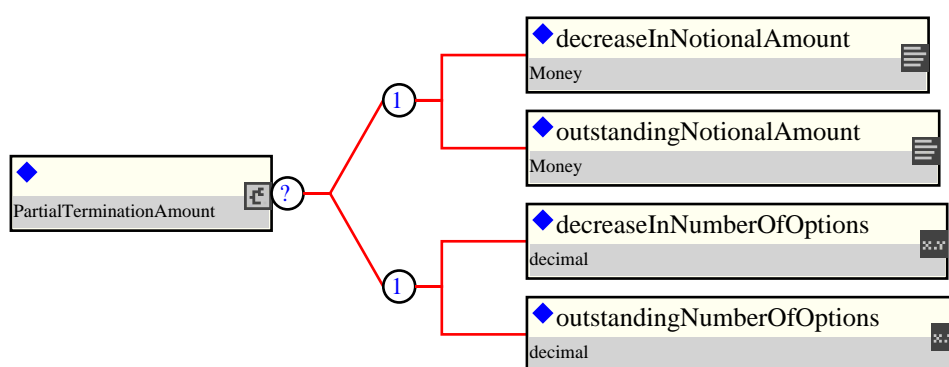 decreaseInNotionalAmount
Money
1
outstandingNotionalAmount
Money
?
PartialTerminationAmount
decreaseInNumberOfOptions
x.y
decimal
1
outstandingNumberOfOptions
decimal